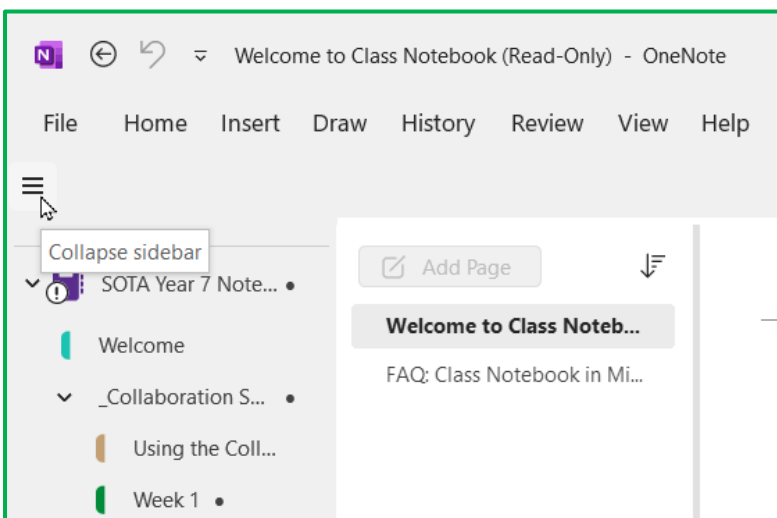 N Welcome to Class Notebook (Read-Only) - OneNote
File Home Insert Draw History Review View Help
Collapse sidebar
SOTA Year 7 Note...
Welcome
_Collaboration S...
Using the Coll...
Week 1
Add Page
Welcome to Class Noteb...
FAQ: Class Notebook in Mi...